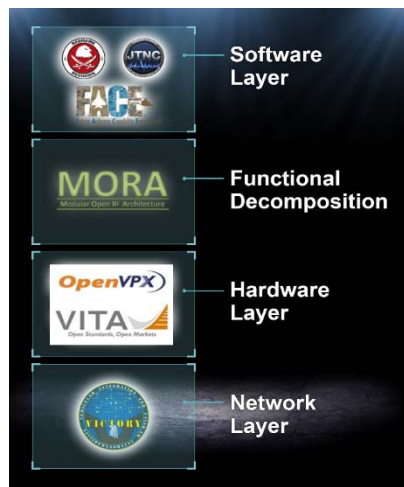 JTNC
Software
Layer
FACE
MORA
Modular Open RF Architecture
Functional
Decomposition
OpenVPX
Hardware
Layer
VITA
Open Standards, Open Markets
VICTORY
Network
Layer